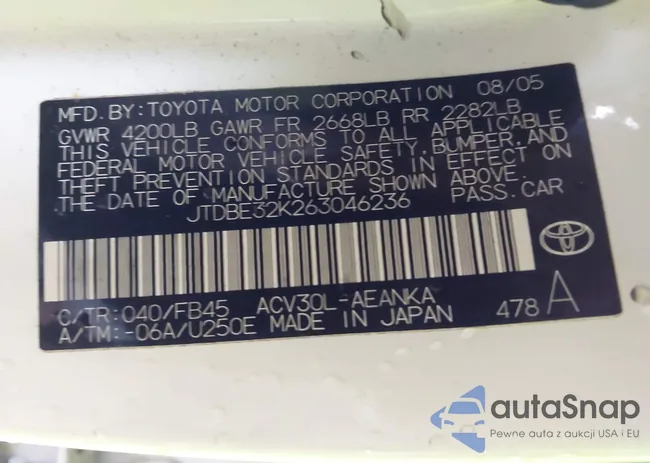 MFD. BY: TOYOTA MOTOR CORPORATION 08/05
GVWR 4200LB GAWR FR 2668LB RR 2282LB
THIS VEHICLE CONFORMS TO ALL APPLICABLE
FEDERAL MOTOR VEHICLE SAFETY, BUMPER, AND
THEFT PREVENTION STANDARDS IN EFFECT ON
THE DATE OF MANUFACTURE SHOWN ABOVE.
JTDBE32K263046236 PASS. CAR
C/TR: 040/FB45 ACV30L-AEANKA
A/TM: -06A/U250E MADE IN JAPAN 478 A
autaSnap
Pewne auta z aukcji USA i EU